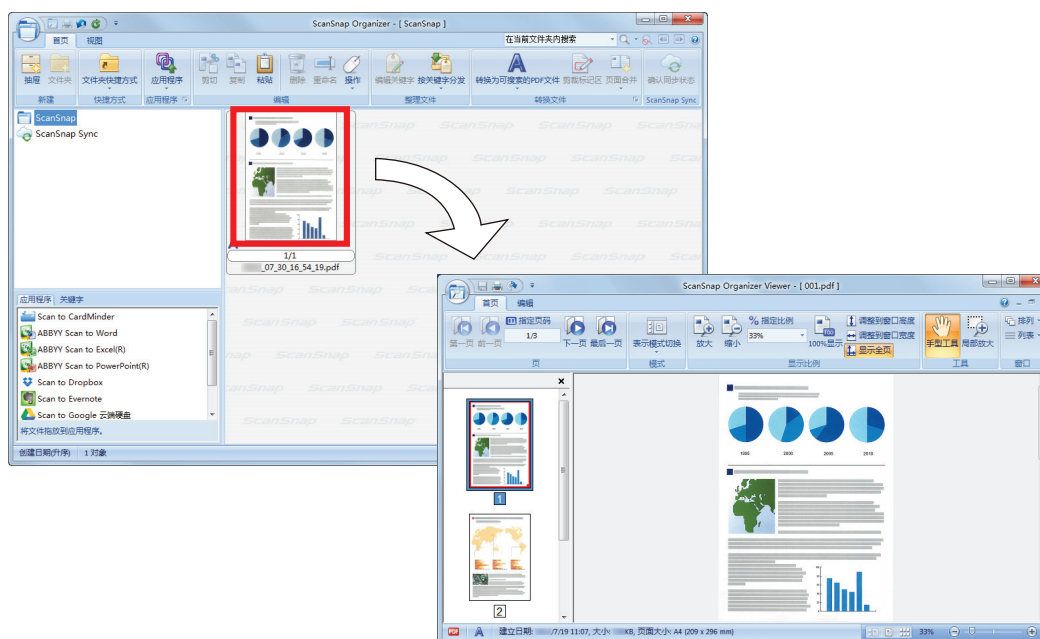 ScanSnap Organizer - [ ScanSnap ]
首页 视图
在当前文件夹内搜索
抽屉 文件夹 文件夹快捷方式 应用程序 剪切 复制 粘贴 删除 重命名 操作 编辑关键字 按关键字分发 转换为可搜索的PDF文件 剪裁标记区 页面合并 确认同步状态
新建 快捷方式 应用程序 编辑 整理文件 转换文件 ScanSnap Sync
ScanSnap
ScanSnap Sync
1/1
_07_30_16_54_19.pdf
应用程序 关键字
Scan to CardMinder
ABBYY Scan to Word
ABBYY Scan to Excel(R)
ABBYY Scan to PowerPoint(R)
Scan to Dropbox
Scan to Evernote
Scan to Google 云端硬盘
将文件拖放到应用程序。
创建日期(升序) 1 对象
ScanSnap Organizer Viewer - [ 001.pdf ]
首页 编辑
指定页码
1/3
第一页 前一页 下一页 最后一页 表示模式切换 放大 缩小
% 指定比例
33%
100%显示
调整到窗口高度
调整到窗口宽度
显示全页
手型工具 局部放大
排列
列表
页 模式 显示比例 工具 窗口
1
2
1995 2000 2005 2010
建立日期: /7/19 11:07, 大小: KB, 页面大小: A4 (209 x 296 mm)
33%